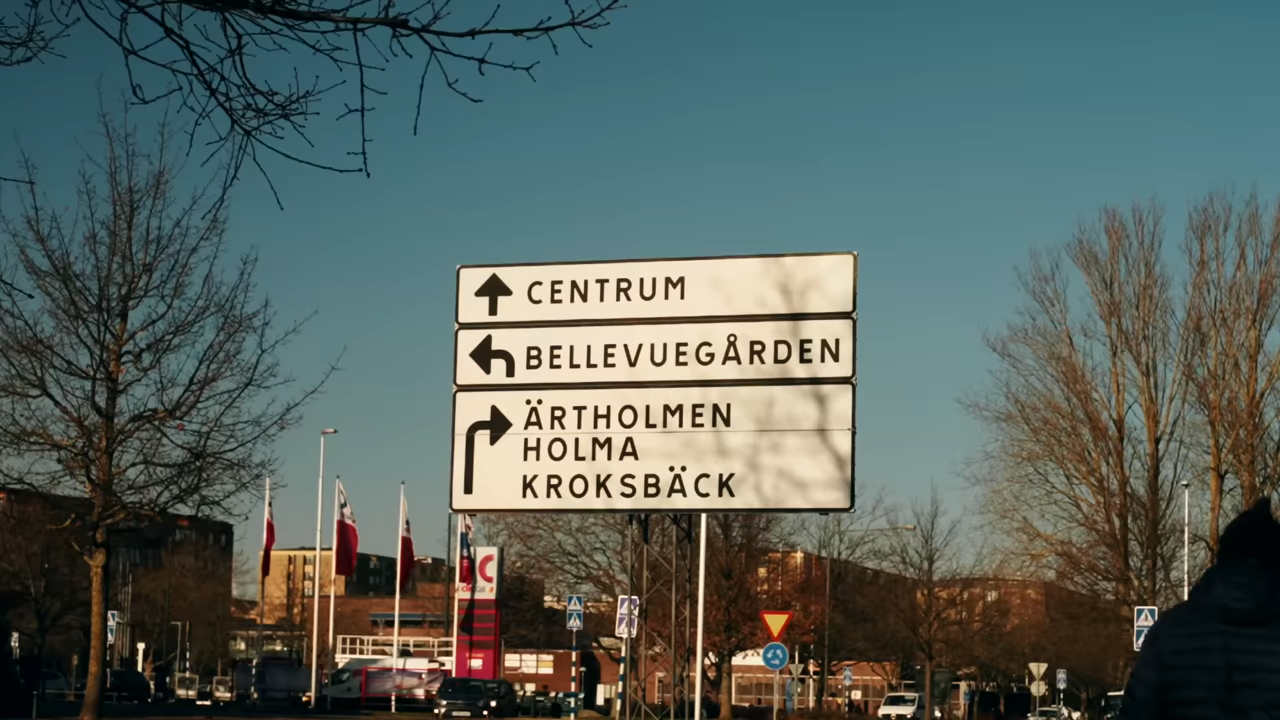 CENTRUM
BELLEVUEGÅRDEN
ÄRTHOLMEN
HOLMA
KROKSBÄCK